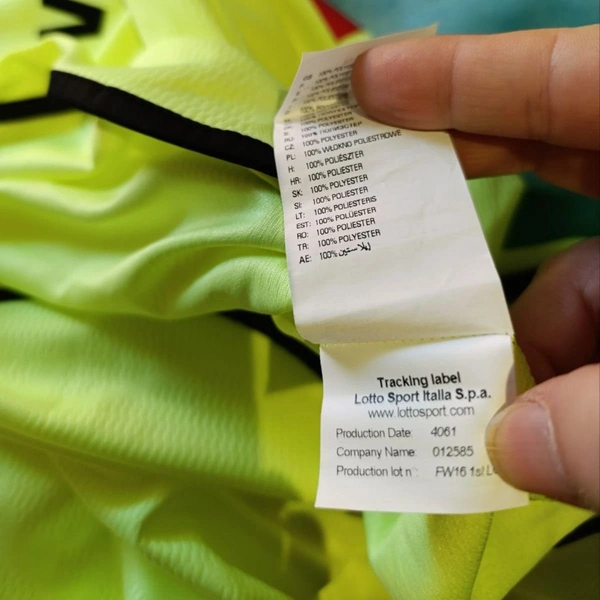 100% POLYESTER
CZ: 100% POLYESTER
PL: 100% WŁÓKNO POLIESTROWE
H: 100% POLIÉSZTER
HR: 100% POLIESTER
SK: 100% POLYESTER
SI: 100% POLIESTER
LT: 100% POLIESTERIS
EST: 100% POLÜESTER
RO: 100% POLIESTER
TR: 100% POLYESTER
AE: 100%
Tracking label
Lotto Sport Italia S.p.a.
www.lottosport.com
Production Date: 4061
Company Name: 012585
Production lot n°: FW16 1st